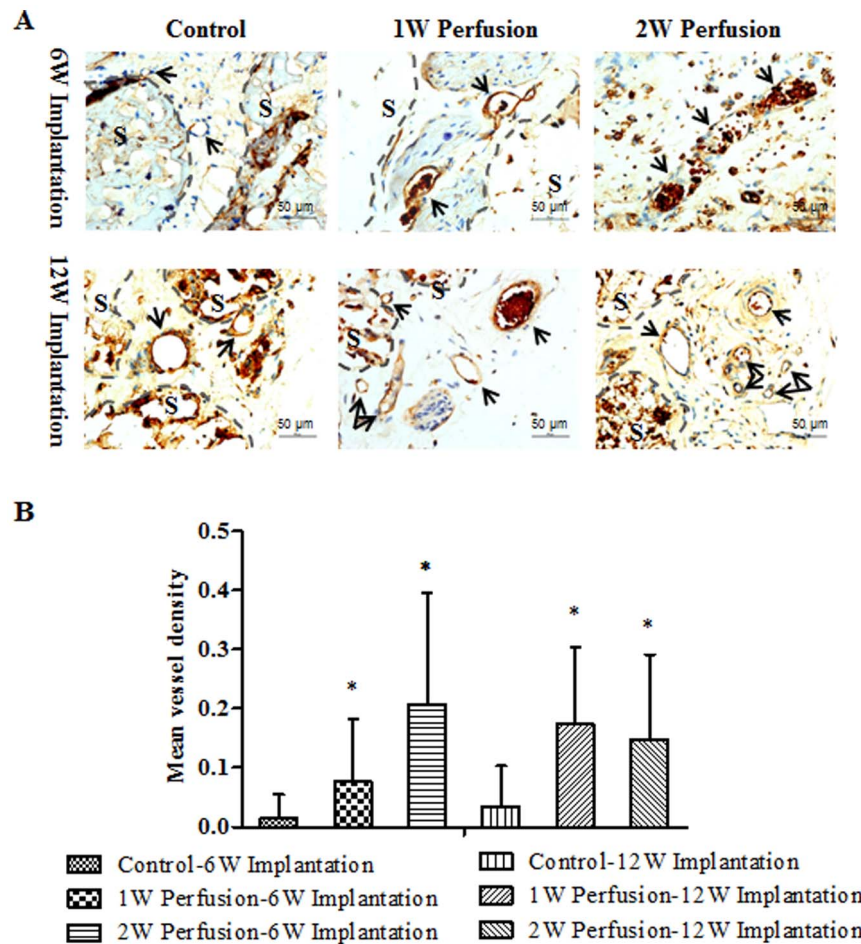 A
Control 1W Perfusion 2W Perfusion
6W Implantation
S S 50 µm
S S 50 µm
50 µm
12W Implantation
S S S 50 µm
S S 50 µm
S S 50 µm
B
Mean vessel density
0.5
0.4
0.3
0.2
0.1
0.0
* * * *
Control-6W Implantation
1W Perfusion-6W Implantation
2W Perfusion-6W Implantation
Control-12W Implantation
1W Perfusion-12W Implantation
2W Perfusion-12W Implantation